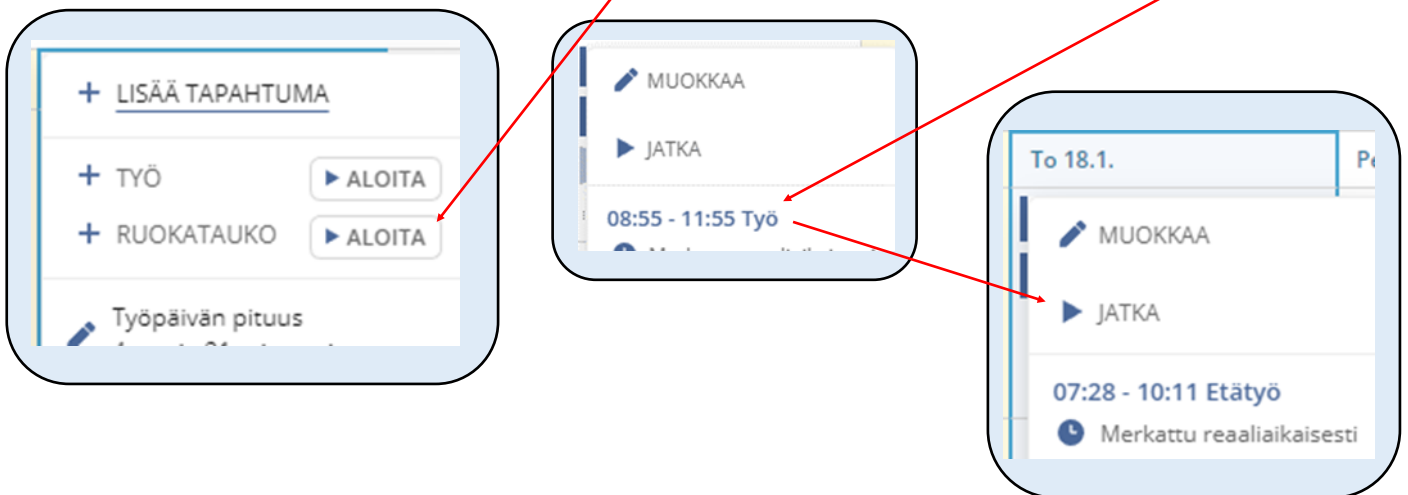 LISÄÄ TAPAHTUMA
TYÖ
ALOITA
RUOKATAUKO
ALOITA
Työpäivän pituus
MUOKKAA
JATKA
08:55 - 11:55 Työ
To 18.1.
MUOKKAA
JATKA
07:28 - 10:11 Etätyö
Merkattu reaaliaikaisesti